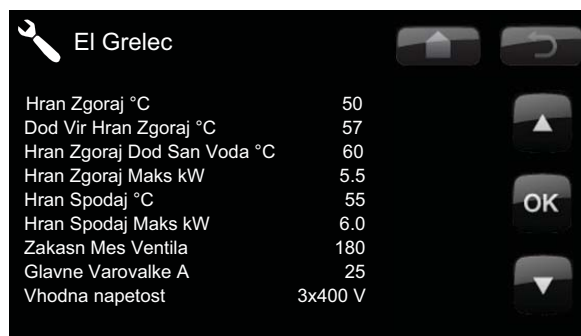 El Grelec
Hran Zgoraj °C 50
Dod Vir Hran Zgoraj °C 57
Hran Zgoraj Dod San Voda °C 60
Hran Zgoraj Maks kW 5.5
Hran Spodaj °C 55
OK
Hran Spodaj Maks kW 6.0
Zakasn Mes Ventila 180
Glavne Varovalke A 25
Vhodna napetost 3x400 V